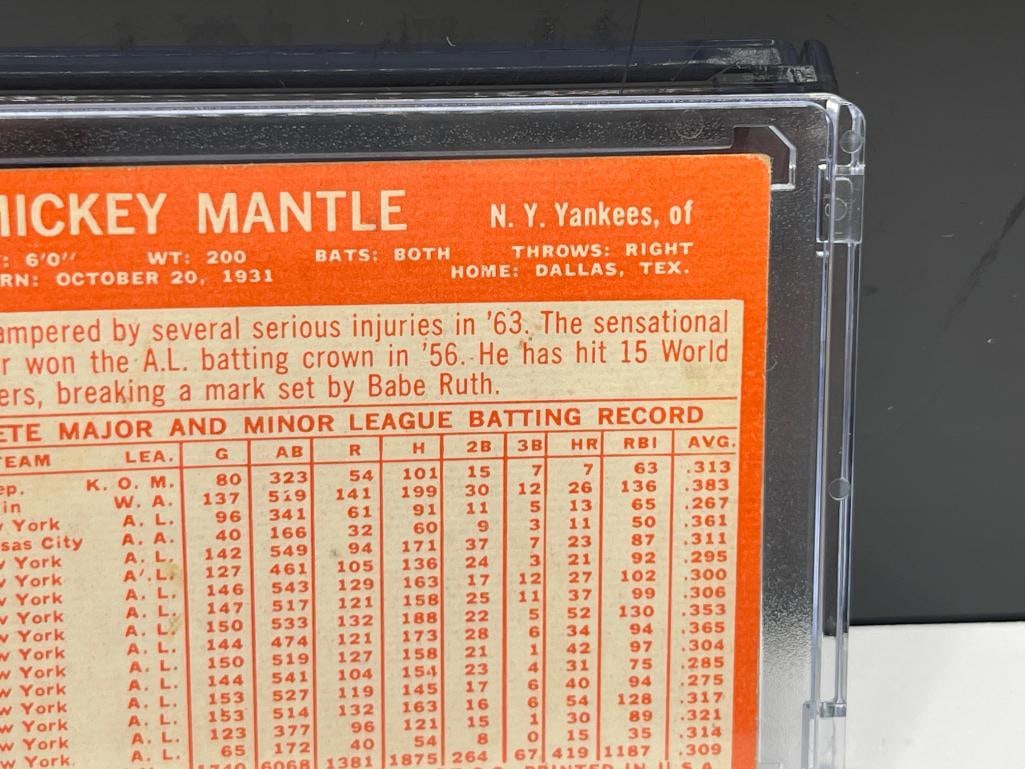 MICKEY MANTLE N. Y. Yankees, of
: 6'0" WT: 200 BATS: BOTH THROWS: RIGHT
RN: OCTOBER 20, 1931 HOME: DALLAS, TEX.
ampered by several serious injuries in '63. The sensational
r won the A.L. batting crown in '56. He has hit 15 World
ers, breaking a mark set by Babe Ruth.
ETE MAJOR AND MINOR LEAGUE BATTING RECORD
TEAM LEA. G AB R H 2B 3B HR RBI AVG.
ep. K. O. M. 80 323 54 101 15 7 7 63 .313
in W. A. 137 519 141 199 30 12 26 136 .383
w York A. L. 96 341 61 91 11 5 13 65 .267
sas City A. A. 40 166 32 60 9 3 11 50 .361
w York A. L. 142 549 94 171 37 7 23 87 .311
w York A. L. 127 461 105 136 24 3 21 92 .295
w York A. L. 146 543 129 163 17 12 27 102 .300
w York A. L. 147 517 121 158 25 11 37 99 .306
w York A. L. 150 533 132 188 22 5 52 130 .353
w York A. L. 144 474 121 173 28 6 34 94 .365
w York A. L. 150 519 127 158 21 1 42 97 .304
w York A. L. 144 541 104 154 23 4 31 75 .285
w York A. L. 153 527 119 145 17 6 40 94 .275
w York A. L. 153 514 132 163 16 6 54 128 .317
w York A. L. 123 377 96 121 15 1 30 89 .321
w York. A. L. 65 172 40 54 8 0 15 35 .314
1740 6068 1381 1875 264 67 419 1187 .309
PRINTED IN U.S.A.